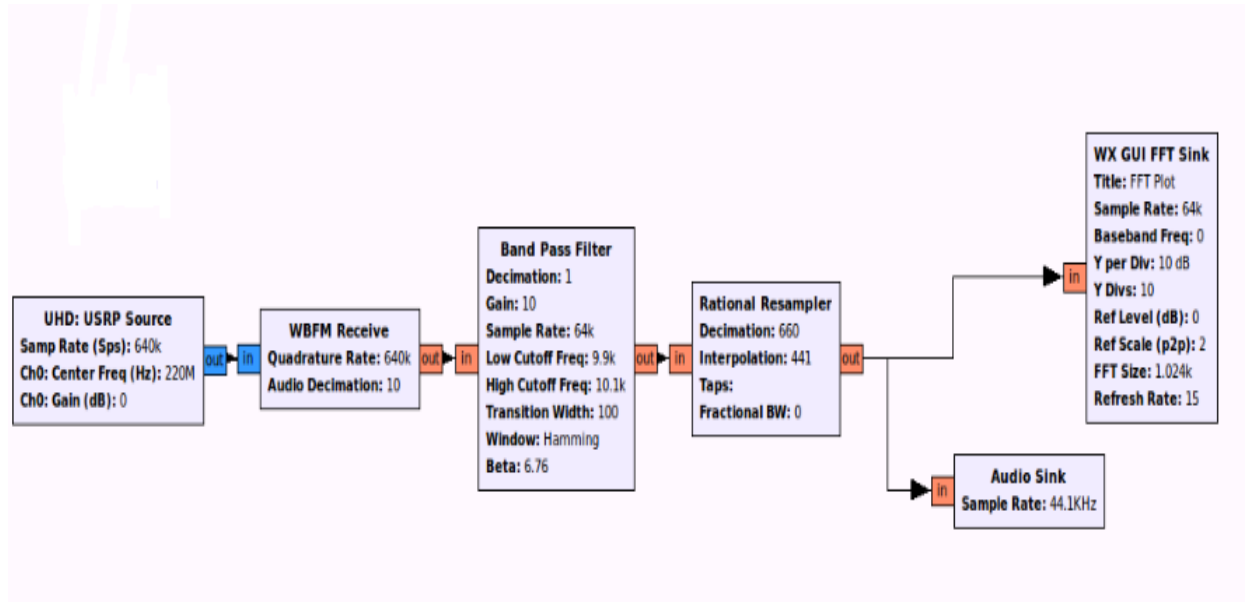 UHD: USRP Source
Samp Rate (Sps): 640k
Ch0: Center Freq (Hz): 220M
Ch0: Gain (dB): 0
out
in
WBFM Receive
Quadrature Rate: 640k
Audio Decimation: 10
out
in
Band Pass Filter
Decimation: 1
Gain: 10
Sample Rate: 64k
Low Cutoff Freq: 9.9k
High Cutoff Freq: 10.1k
Transition Width: 100
Window: Hamming
Beta: 6.76
out
in
Rational Resampler
Decimation: 660
Interpolation: 441
Taps:
Fractional BW: 0
out
in
WX GUI FFT Sink
Title: FFT Plot
Sample Rate: 64k
Baseband Freq: 0
Y per Div: 10 dB
Y Divs: 10
Ref Level (dB): 0
Ref Scale (p2p): 2
FFT Size: 1.024k
Refresh Rate: 15
in
Audio Sink
Sample Rate: 44.1KHz